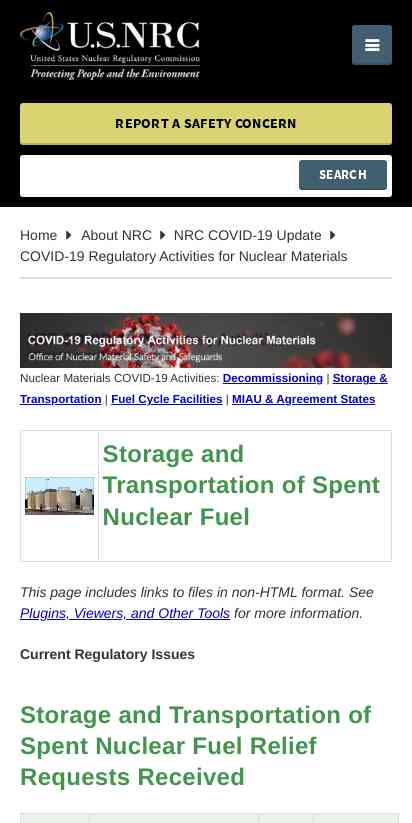 U.S.NRC
United States Nuclear Regulatory Commission
Protecting People and the Environment
REPORT A SAFETY CONCERN
SEARCH
Home About NRC NRC COVID-19 Update
COVID-19 Regulatory Activities for Nuclear Materials
COVID-19 Regulatory Activities for Nuclear Materials
Office of Nuclear Material Safety and Safeguards
Nuclear Materials COVID-19 Activities: Decommissioning | Storage &
Transportation | Fuel Cycle Facilities | MIAU & Agreement States
Storage and
Transportation of Spent
Nuclear Fuel
This page includes links to files in non-HTML format. See
Plugins, Viewers, and Other Tools for more information.
Current Regulatory Issues
Storage and Transportation of
Spent Nuclear Fuel Relief
Requests Received